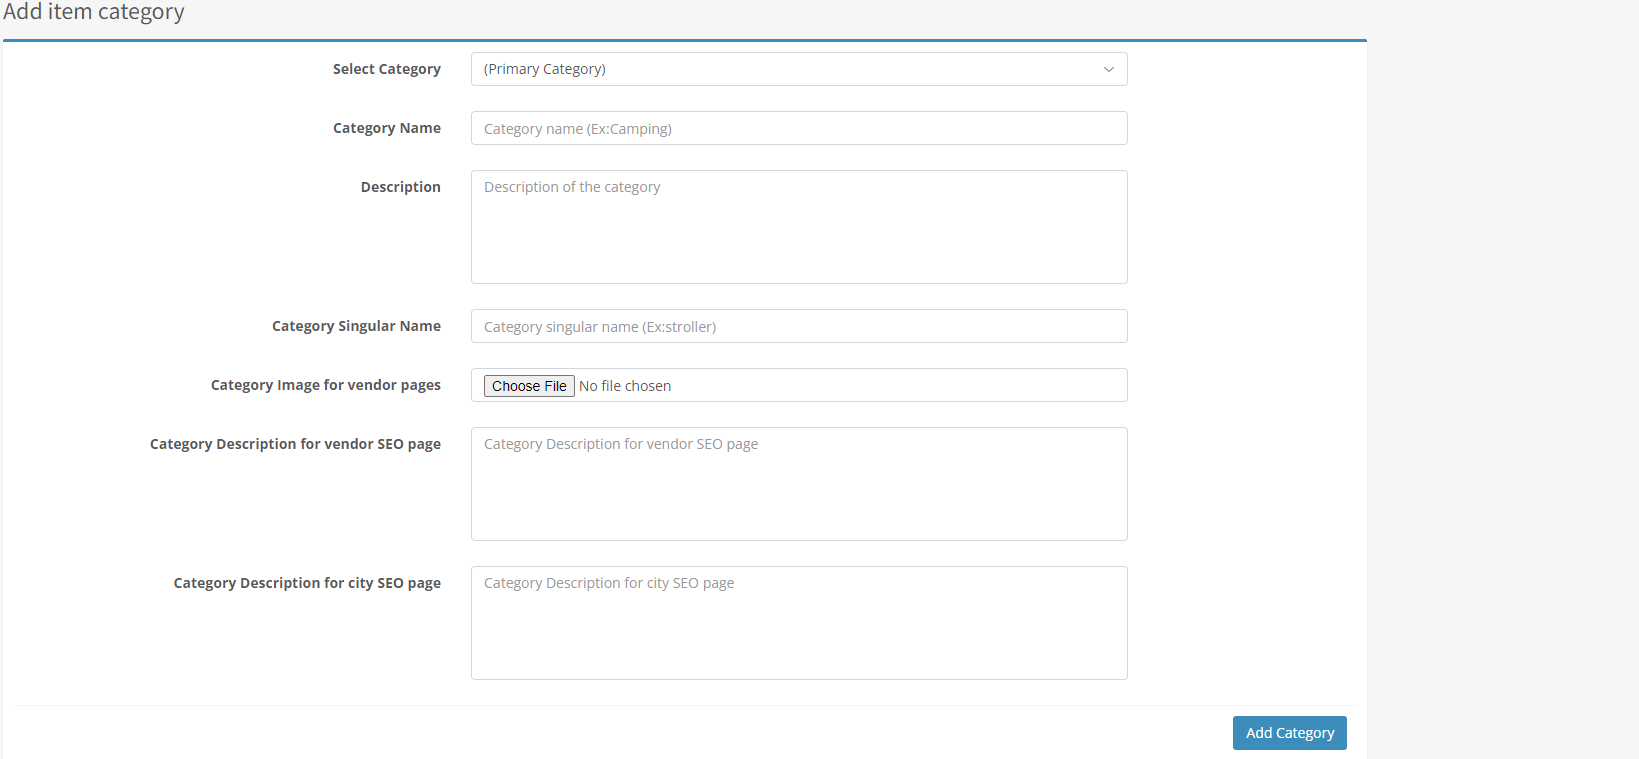 Add item category
Select Category
(Primary Category)
Category Name
Category name (Ex:Camping)
Description
Description of the category
Category Singular Name
Category singular name (Ex:stroller)
Category Image for vendor pages
Choose File No file chosen
Category Description for vendor SEO page
Category Description for vendor SEO page
Category Description for city SEO page
Category Description for city SEO page
Add Category